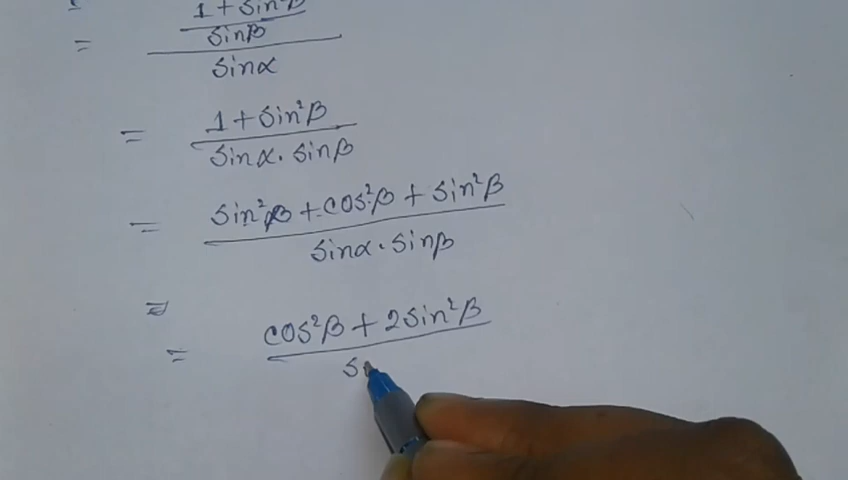 1 + sin²β
sinβ
=
sinα
= 1 + sin²β
sinα. sinβ
= sin²β + cos²β + sin²β
sinα. sinβ
=
= cos²β + 2sin²β
s